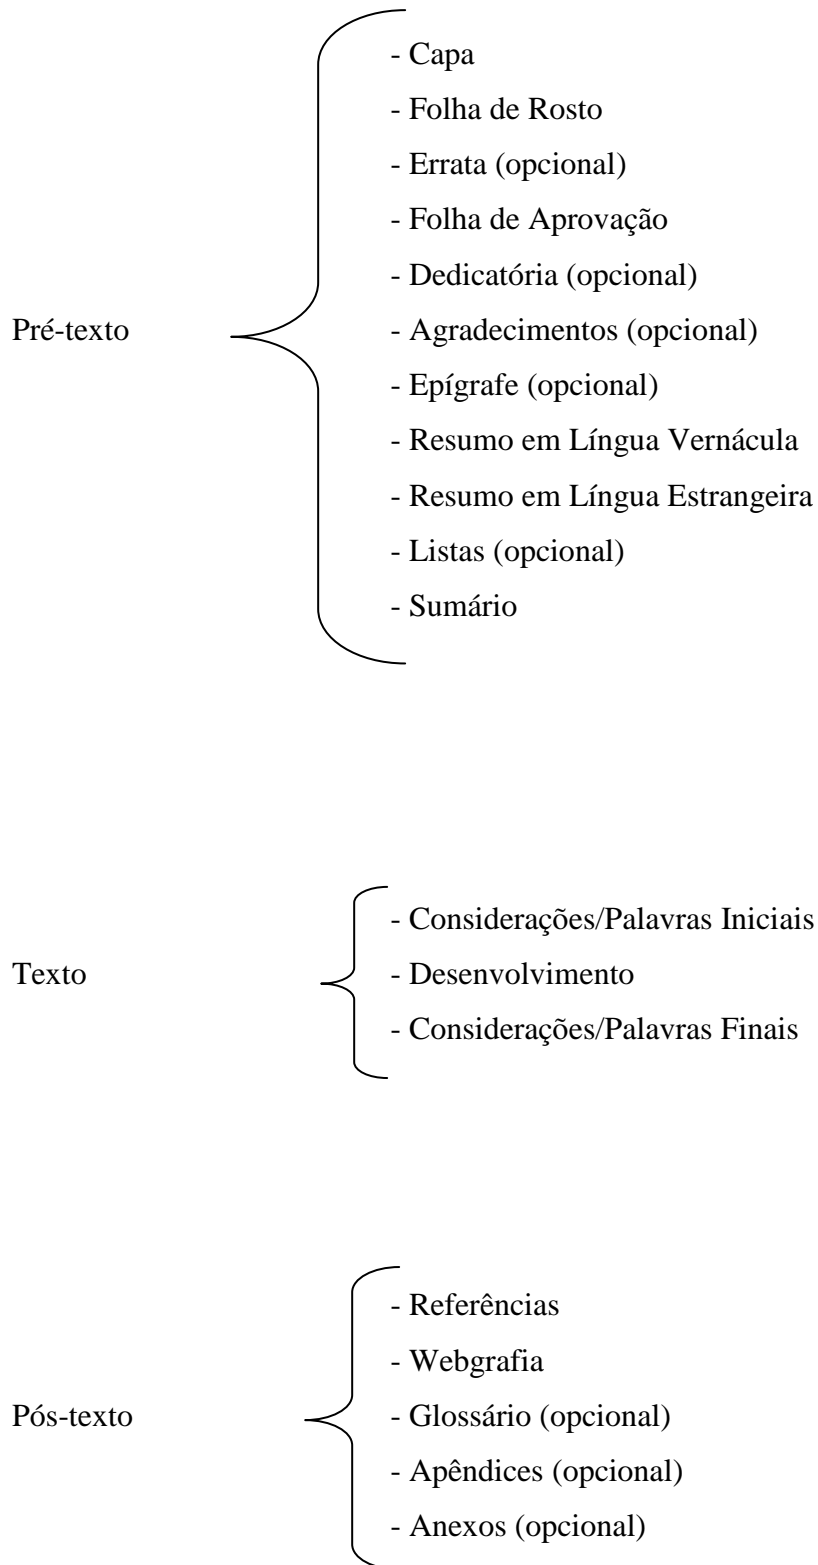 - Capa
- Folha de Rosto
- Errata (opcional)
- Folha de Aprovação
- Dedicatória (opcional)
Pré-texto - Agradecimentos (opcional)
- Epígrafe (opcional)
- Resumo em Língua Vernácula
- Resumo em Língua Estrangeira
- Listas (opcional)
- Sumário
- Considerações/Palavras Iniciais
Texto - Desenvolvimento
- Considerações/Palavras Finais
- Referências
- Webgrafia
Pós-texto - Glossário (opcional)
- Apêndices (opcional)
- Anexos (opcional)